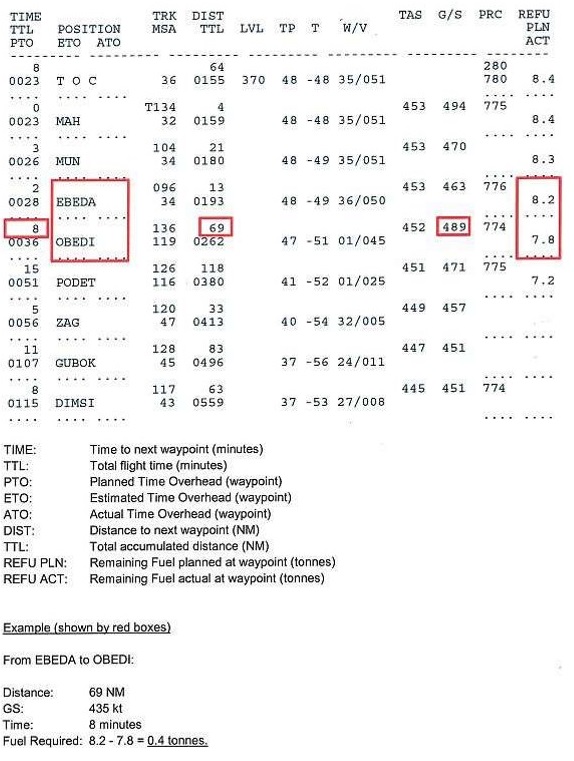 TIME TRK DIST TAS G/S PRC REFU
TTL POSITION MSA TTL LVL TP T W/V PLN
PTO ETO ATO ACT
8 64 280
0023 T O C 36 0155 370 48 -48 35/051 780 8.4
.... .... .... .... ....
0 T134 4 453 494 775
0023 MAH 32 0159 48 -48 35/051 8.4
.... .... .... .... ....
3 104 21 453 470
0026 MUN 34 0180 48 -49 35/051 8.3
.... .... .... .... ....
2 096 13 453 463 776
0028 EBEDA 34 0193 48 -49 36/050 8.2
.... .... .... .... ....
8 136 69 452 489 774
0036 OBEDI 119 0262 47 -51 01/045 7.8
.... .... .... .... ....
15 126 118 451 471 775
0051 PODET 116 0380 41 -52 01/025 7.2
.... .... .... .... ....
5 120 33 449 457
0056 ZAG 47 0413 40 -54 32/005
.... .... .... .... ....
11 128 83 447 451
0107 GUBOK 45 0496 37 -56 24/011
.... .... .... .... ....
8 117 63 445 451 774
0115 DIMSI 43 0559 37 -53 27/008
.... .... .... .... ....
TIME: Time to next waypoint (minutes)
TTL: Total flight time (minutes)
PTO: Planned Time Overhead (waypoint)
ETO: Estimated Time Overhead (waypoint)
ATO: Actual Time Overhead (waypoint)
DIST: Distance to next waypoint (NM)
TTL: Total accumulated distance (NM)
REFU PLN: Remaining Fuel planned at waypoint (tonnes)
REFU ACT: Remaining Fuel actual at waypoint (tonnes)
Example (shown by red boxes)
From EBEDA to OBEDI:
Distance: 69 NM
GS: 435 kt
Time: 8 minutes
Fuel Required: 8.2 - 7.8 = 0.4 tonnes.